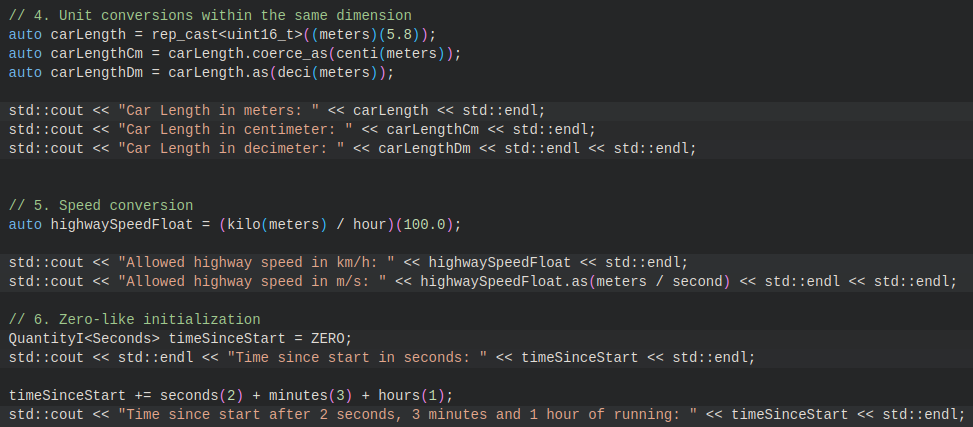 // 4. Unit conversions within the same dimension
auto carLength = rep_cast<uint16_t>((meters)(5.8));
auto carLengthCm = carLength.coerce_as(centi(meters));
auto carLengthDm = carLength.as(deci(meters));
std::cout << "Car Length in meters: " << carLength << std::endl;
std::cout << "Car Length in centimeter: " << carLengthCm << std::endl;
std::cout << "Car Length in decimeter: " << carLengthDm << std::endl << std::endl;
// 5. Speed conversion
auto highwaySpeedFloat = (kilo(meters) / hour)(100.0);
std::cout << "Allowed highway speed in km/h: " << highwaySpeedFloat << std::endl;
std::cout << "Allowed highway speed in m/s: " << highwaySpeedFloat.as(meters / second) << std::endl << std::endl;
// 6. Zero-like initialization
QuantityI<Seconds> timeSinceStart = ZERO;
std::cout << std::endl << "Time since start in seconds: " << timeSinceStart << std::endl;
timeSinceStart += seconds(2) + minutes(3) + hours(1);
std::cout << "Time since start after 2 seconds, 3 minutes and 1 hour of running: " << timeSinceStart << std::endl;